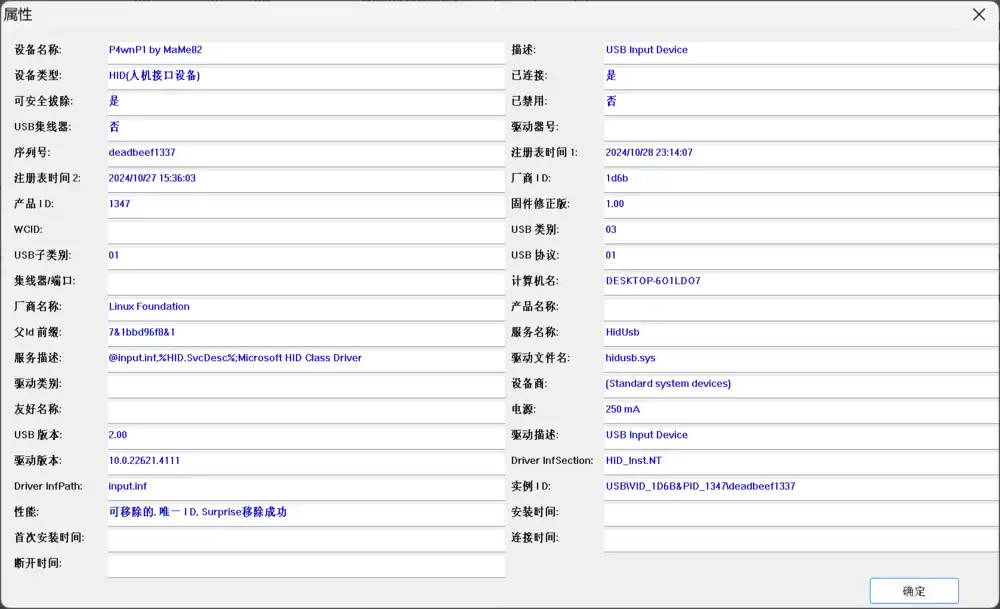 属性
设备名称: P4wnP1 by MaMe82 描述: USB Input Device
设备类型: HID(人机接口设备) 已连接: 是
可安全拔除: 是 已禁用: 否
USB集线器: 否 驱动器号:
序列号: deadbeef1337 注册表时间 1: 2024/10/28 23:14:07
注册表时间 2: 2024/10/27 15:36:03 厂商 ID: 1d6b
产品 ID: 1347 固件修正版: 1.00
WCID: USB 类别: 03
USB子类别: 01 USB 协议: 01
集线器/端口: 计算机名: DESKTOP-6O1LDO7
厂商名称: Linux Foundation 产品名称:
父Id 前缀: 7&1bbd96f8&1 服务名称: HidUsb
服务描述: @input.inf,%HID.SvcDesc%;Microsoft HID Class Driver 驱动文件名: hidusb.sys
驱动类别: 设备商: (Standard system devices)
友好名称: 电源: 250 mA
USB 版本: 2.00 驱动描述: USB Input Device
驱动版本: 10.0.22621.4111 Driver InfSection: HID_Inst.NT
Driver InfPath: input.inf 实例 ID: USB\VID_1D6B&PID_1347\deadbeef1337
性能: 可移除的, 唯一 ID, Surprise移除成功 安装时间:
首次安装时间: 连接时间:
断开时间:
确定